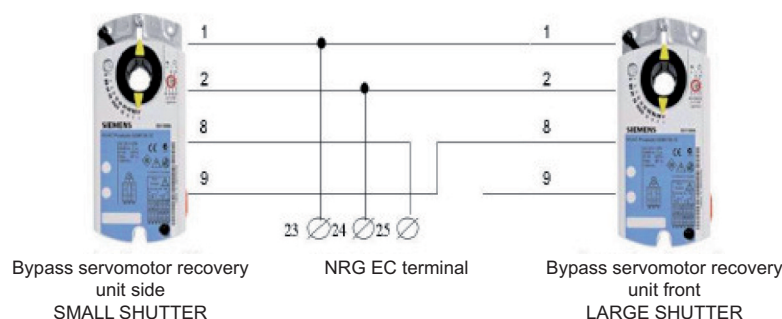 1 1
2 2
SIEMENS SIEMENS
8 8
9 9
23 24 25
Bypass servomotor recovery
unit side
SMALL SHUTTER
NRG EC terminal
Bypass servomotor recovery
unit front
LARGE SHUTTER